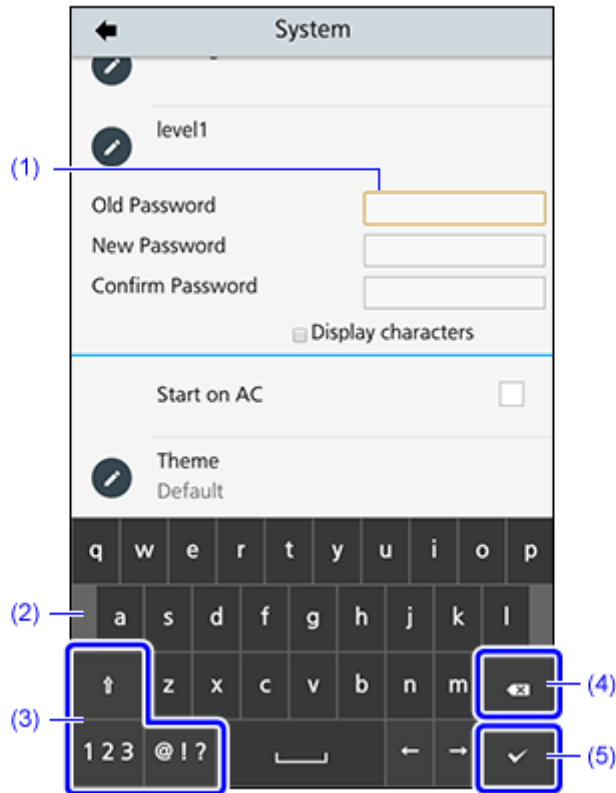 System
level1
(1)
Old Password
New Password
Confirm Password
Display characters
Start on AC
Theme
Default
q w e r t y u i o p
(2)
a s d f g h j k l
⇧ z x c v b n m
(4)
(3)
1 2 3 @ ! ? ← → ✓
(5)